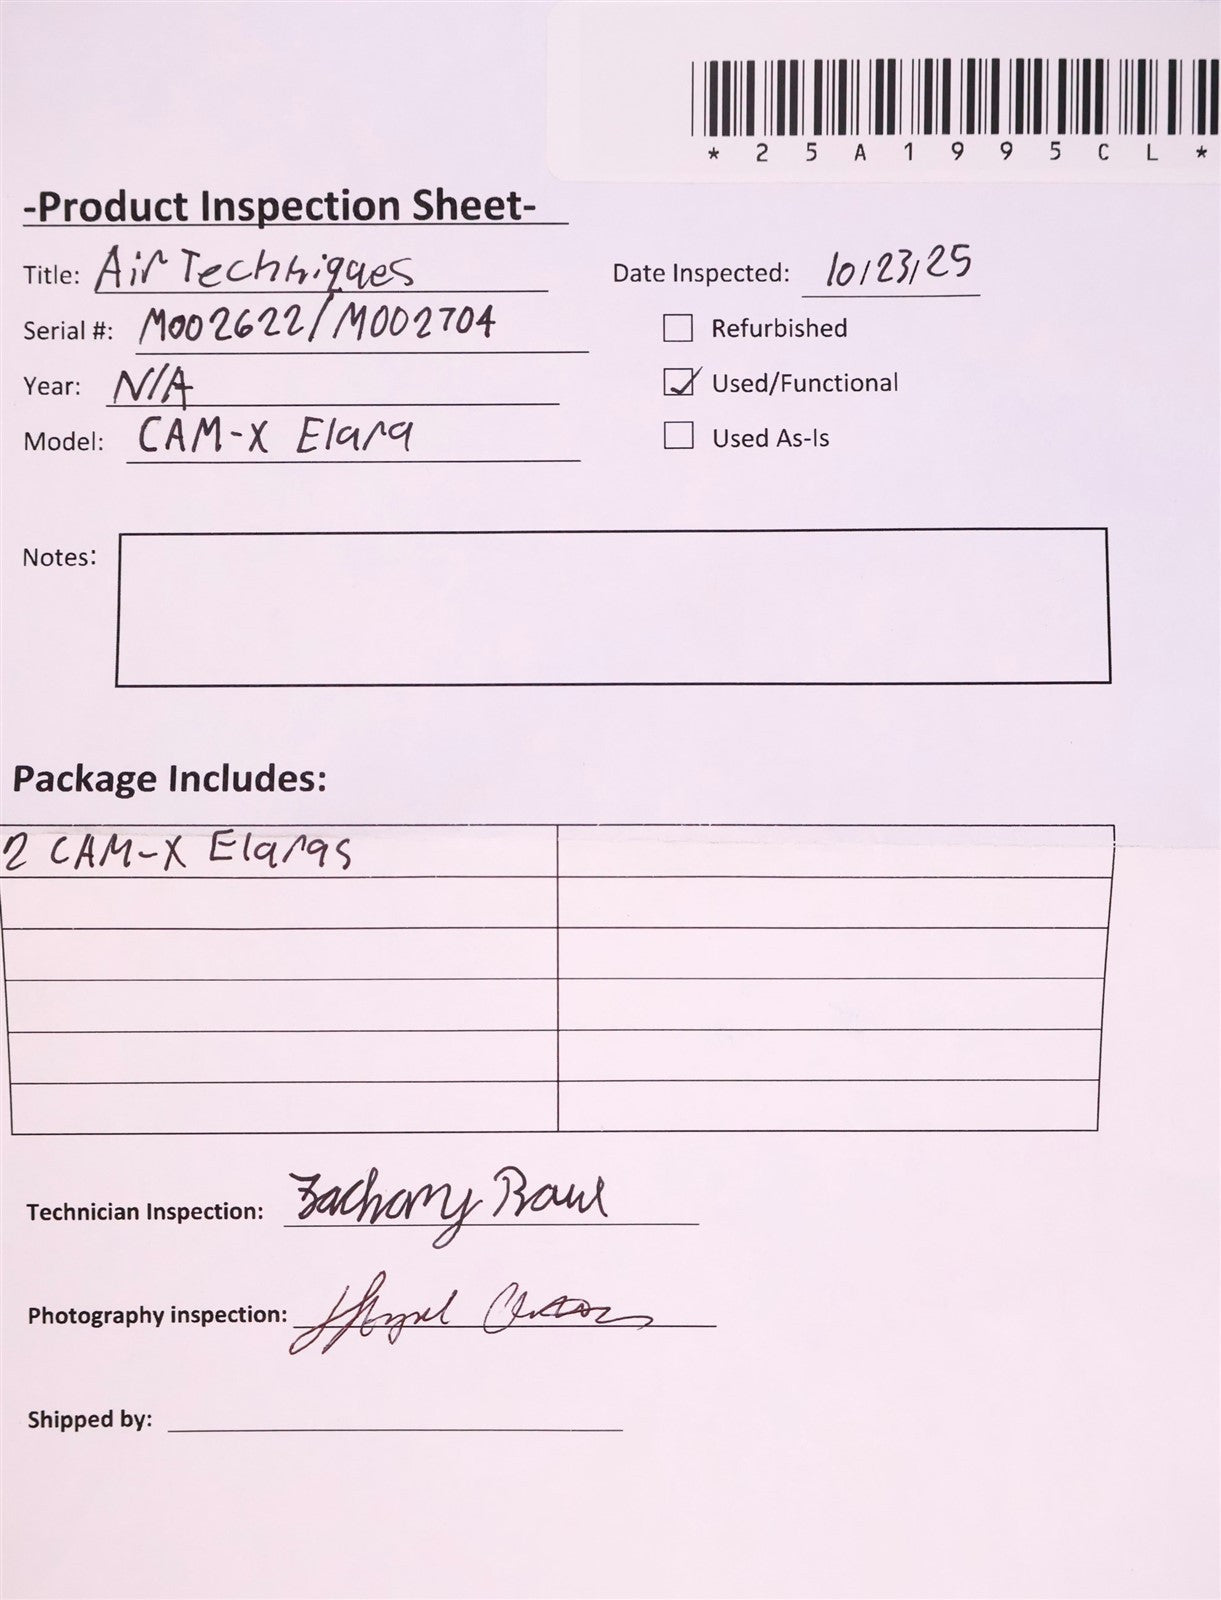 * 2 5 A 1 9 9 5 C L *
-Product Inspection Sheet-
Title: Air Techniques
Date Inspected: 10/23/25
Serial #: M002622/M002704
Refurbished
Year: N/A
Used/Functional
Model: CAM-X Elara
Used As-Is
Notes:
Package Includes:
2 CAM-X Elaras
Technician Inspection: Zachary
Photography inspection:
Shipped by: